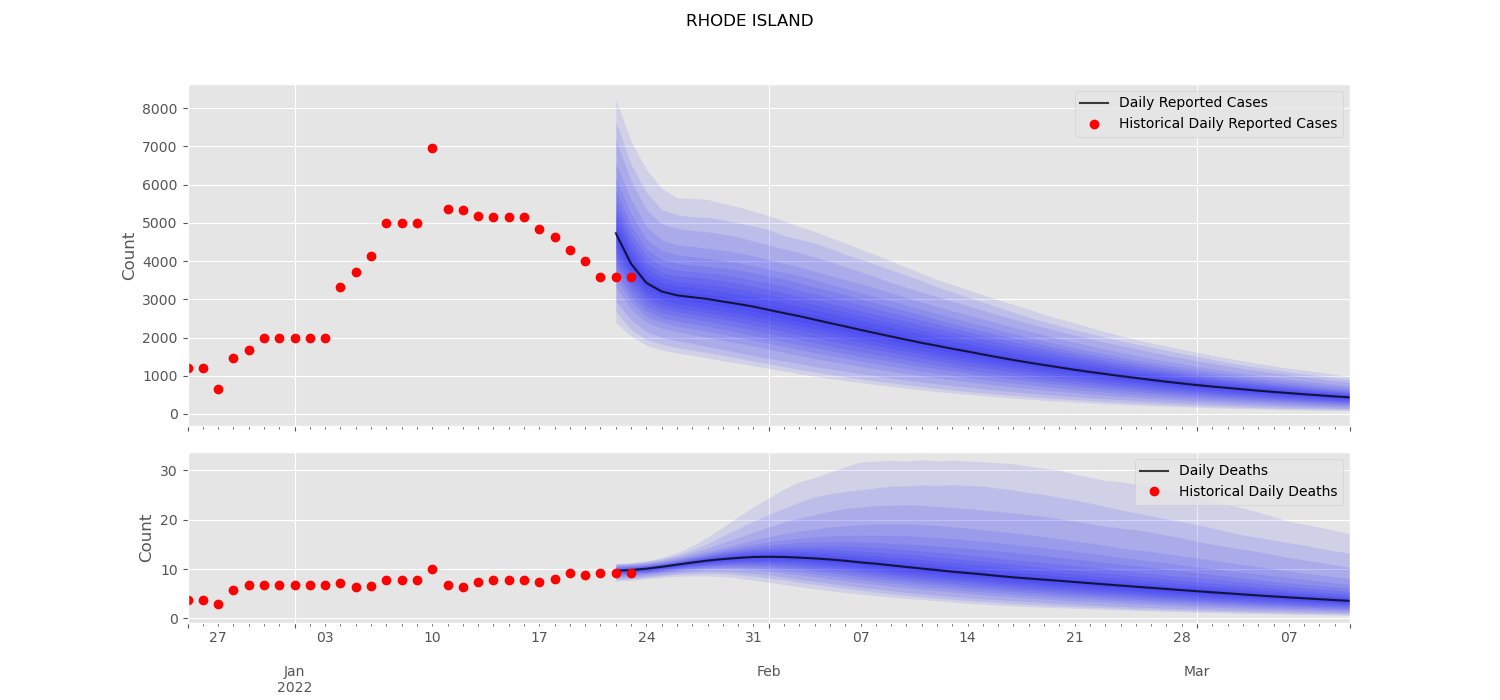 RHODE ISLAND
Daily Reported Cases
Historical Daily Reported Cases
Count
8000
7000
6000
5000
4000
3000
2000
1000
0
Daily Deaths
Historical Daily Deaths
Count
30
20
10
0
27 03 10 17 24 31 07 14 21 28 07
Jan Feb Mar
2022